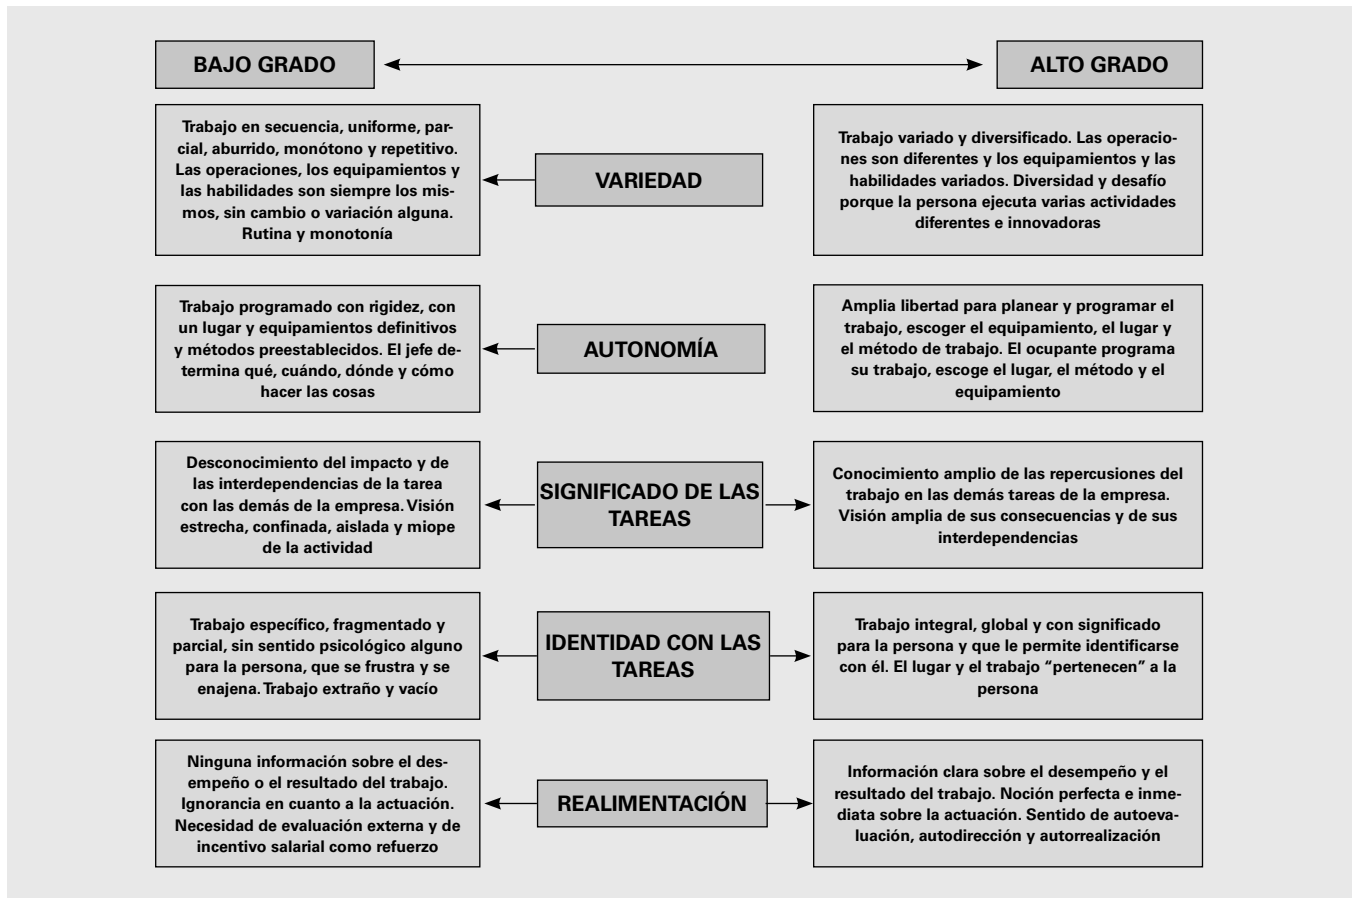 BAJO GRADO
ALTO GRADO
Trabajo en secuencia, uniforme, par-
cial, aburrido, monótono y repetitivo.
Las operaciones, los equipamientos y
las habilidades son siempre los mis-
mos, sin cambio o variación alguna.
Rutina y monotonía
VARIEDAD
Trabajo variado y diversificado. Las operacio-
nes son diferentes y los equipamientos y las
habilidades variados. Diversidad y desafío
porque la persona ejecuta varias actividades
diferentes e innovadoras
Trabajo programado con rigidez, con
un lugar y equipamientos definitivos
y métodos preestablecidos. El jefe de-
termina qué, cuándo, dónde y cómo
hacer las cosas
AUTONOMÍA
Amplia libertad para planear y programar el
trabajo, escoger el equipamiento, el lugar y
el método de trabajo. El ocupante programa
su trabajo, escoge el lugar, el método y el
equipamiento
Desconocimiento del impacto y de
las interdependencias de la tarea
con las demás de la empresa. Visión
estrecha, confinada, aislada y miope
de la actividad
SIGNIFICADO DE LAS
TAREAS
Conocimiento amplio de las repercusiones del
trabajo en las demás tareas de la empresa.
Visión amplia de sus consecuencias y de sus
interdependencias
Trabajo específico, fragmentado y
parcial, sin sentido psicológico alguno
para la persona, que se frustra y se
enajena. Trabajo extraño y vacío
IDENTIDAD CON LAS
TAREAS
Trabajo integral, global y con significado
para la persona y que le permite identificarse
con él. El lugar y el trabajo “pertenecen” a la
persona
Ninguna información sobre el des-
empeño o el resultado del trabajo.
Ignorancia en cuanto a la actuación.
Necesidad de evaluación externa y de
incentivo salarial como refuerzo
REALIMENTACIÓN
Información clara sobre el desempeño y el
resultado del trabajo. Noción perfecta e inme-
diata sobre la actuación. Sentido de autoeva-
luación, autodirección y autorrealización